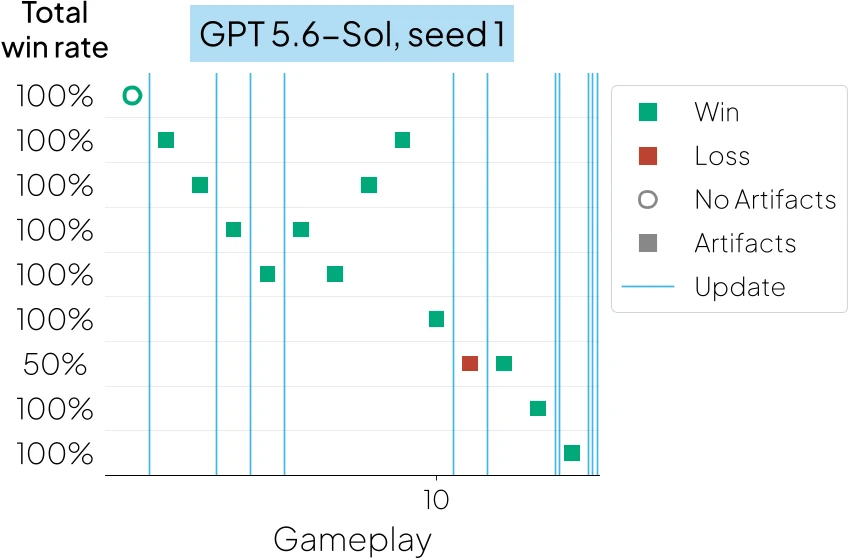 Total
win rate
GPT 5.6–Sol, seed 1
100%
100%
100%
100%
100%
100%
50%
100%
100%
10
Gameplay
Win
Loss
No Artifacts
Artifacts
Update